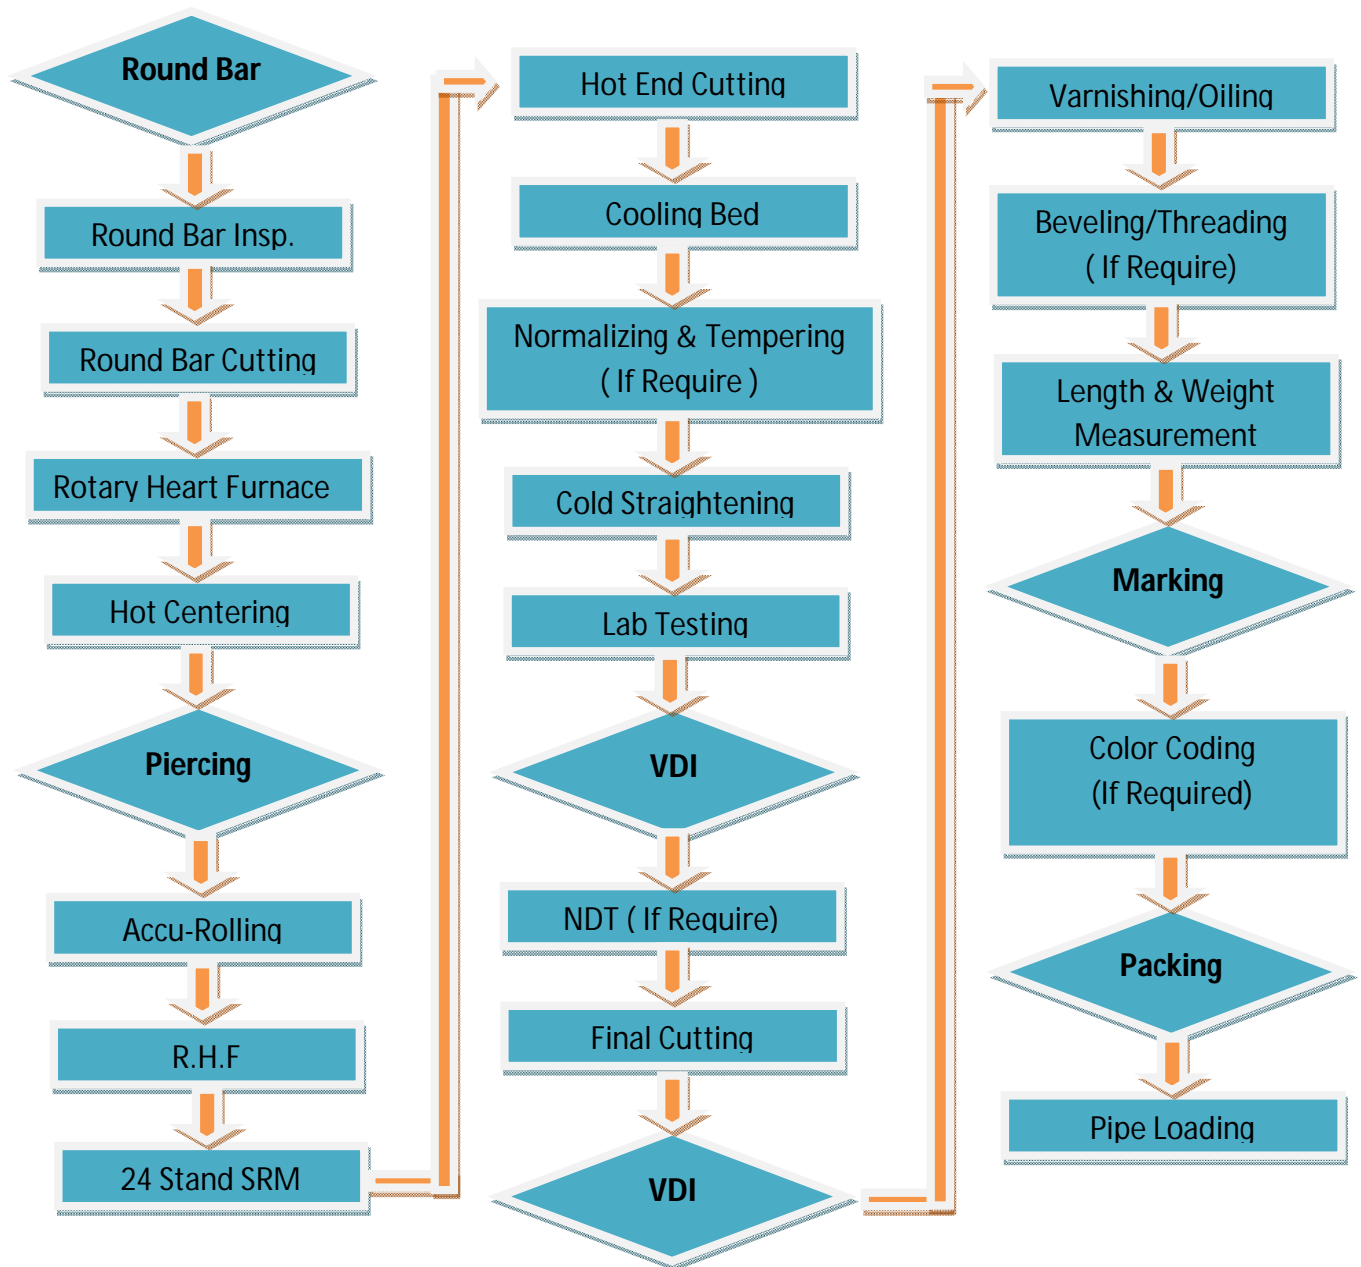 Round Bar
Round Bar Insp.
Round Bar Cutting
Rotary Heart Furnace
Hot Centering
Piercing
Accu-Rolling
R.H.F
24 Stand SRM
Hot End Cutting
Cooling Bed
Normalizing & Tempering
( If Require )
Cold Straightening
Lab Testing
VDI
NDT ( If Require)
Final Cutting
VDI
Varnishing/Oiling
Beveling/Threading
( If Require)
Length & Weight
Measurement
Marking
Color Coding
(If Required)
Packing
Pipe Loading